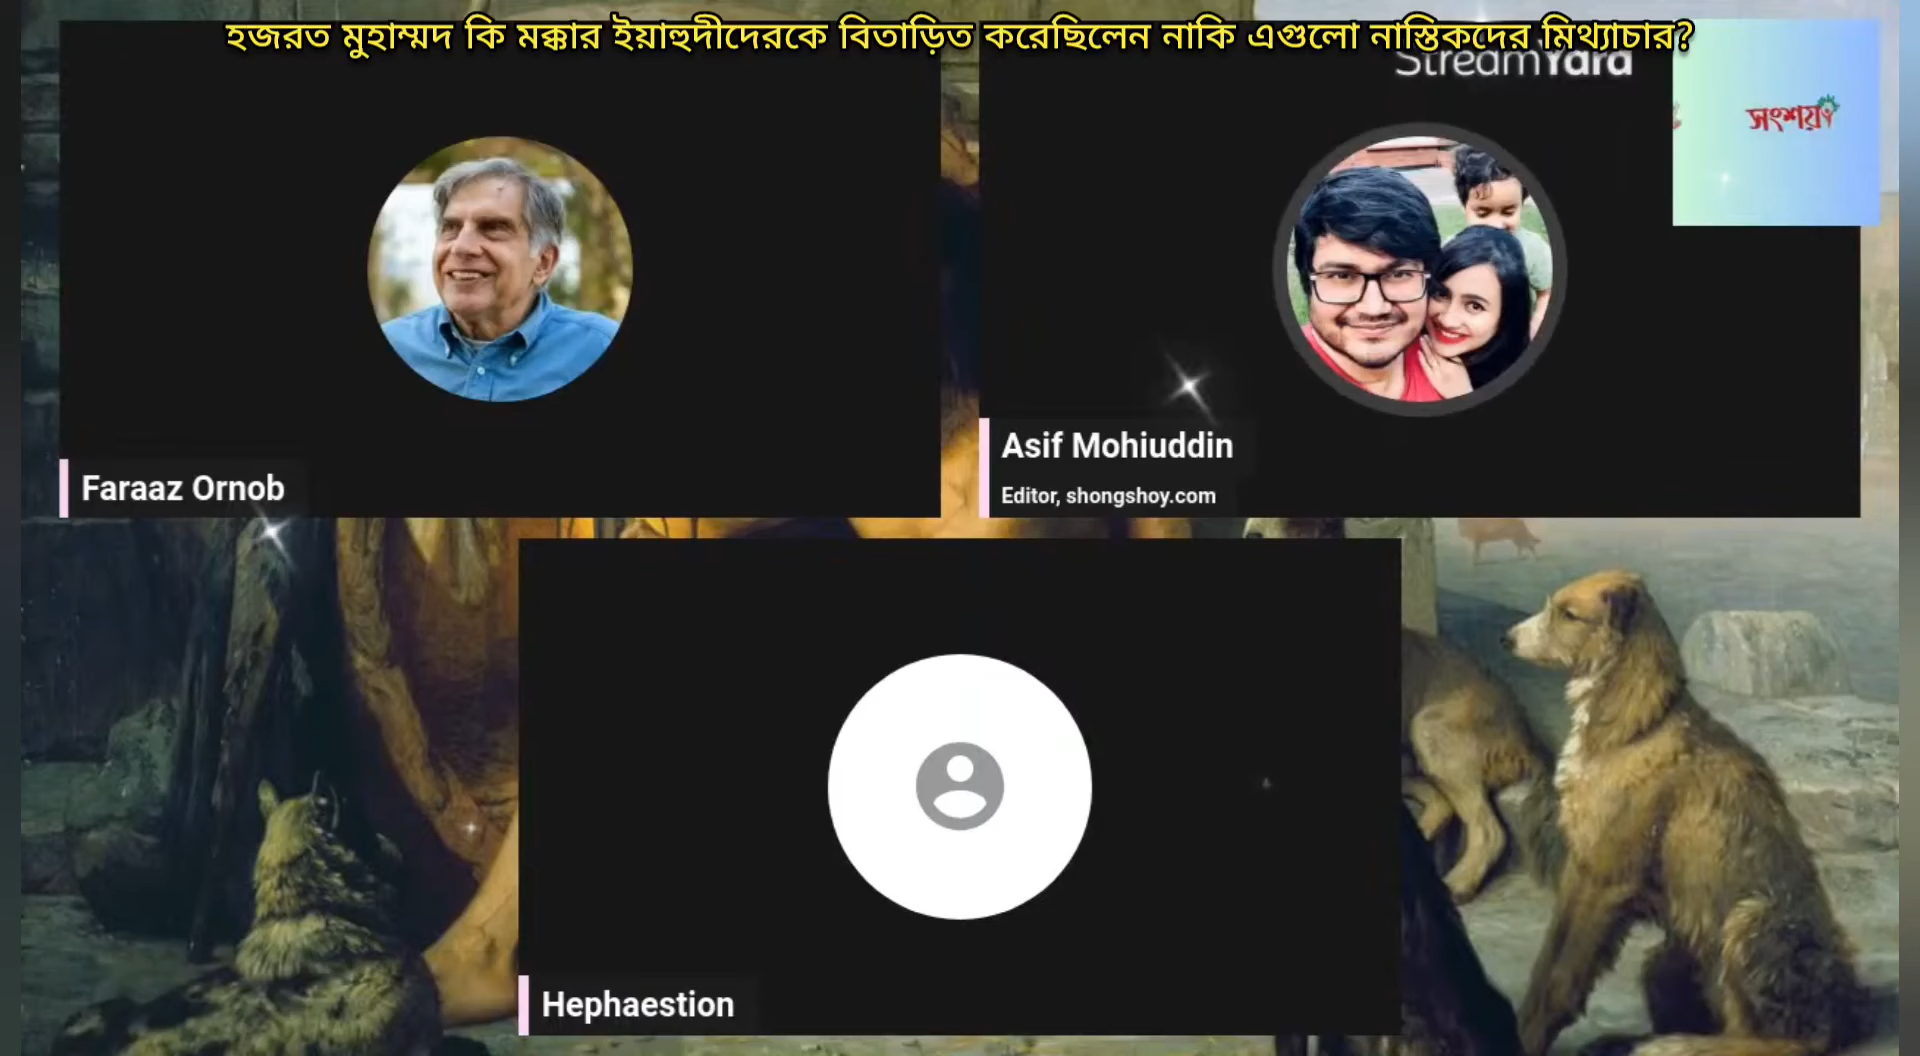 হজরত মুহাম্মদ কি মক্কার ইয়াহুদীদেরকে বিতাড়িত করেছিলেন নাকি এগুলো নাস্তিকদের মিথ্যাচার?
StreamYard
সংশয়
Faraaz Ornob
Asif Mohiuddin
Editor, shongshoy.com
Hephaestion